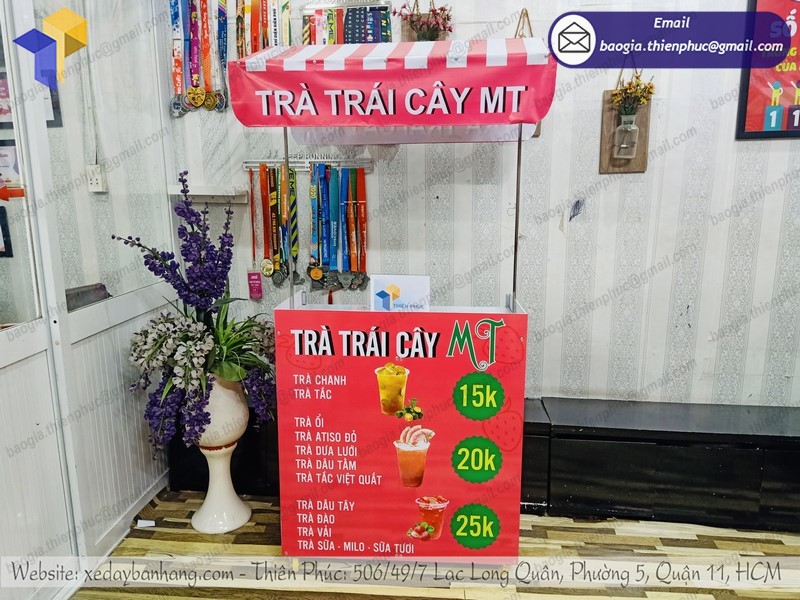 Email
baogia.thienphuc@gmail.com
TRÀ TRÁI CÂY MT
THIÊN PHÚC
TRÀ TRÁI CÂY MT
TRÀ CHANH
TRÀ TẮC
15k
TRÀ ỔI
TRÀ ATISO ĐỎ
TRÀ DƯA LƯỚI
TRÀ DÂU TẰM
TRÀ TẮC VIỆT QUẤT
20k
TRÀ DÂU TÂY
TRÀ ĐÀO
TRÀ VẢI
TRÀ SỮA - MILO - SỮA TƯƠI
25k
Website: xedaybanhang.com - Thiên Phúc: 506/49/7 Lạc Long Quân, Phường 5, Quận 11, HCM